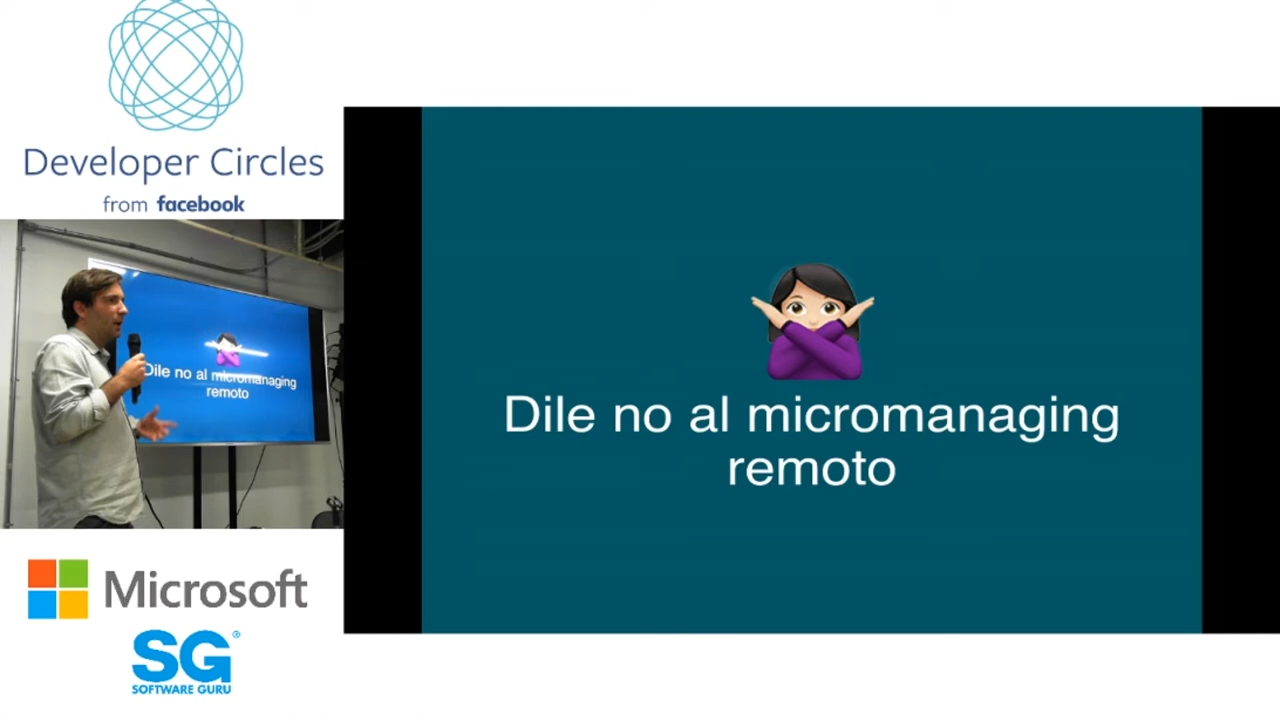 Developer Circles
from facebook
Dile no al micromanaging
remoto
Dile no al micromanaging
remoto
Microsoft
SG®
SOFTWARE GURU